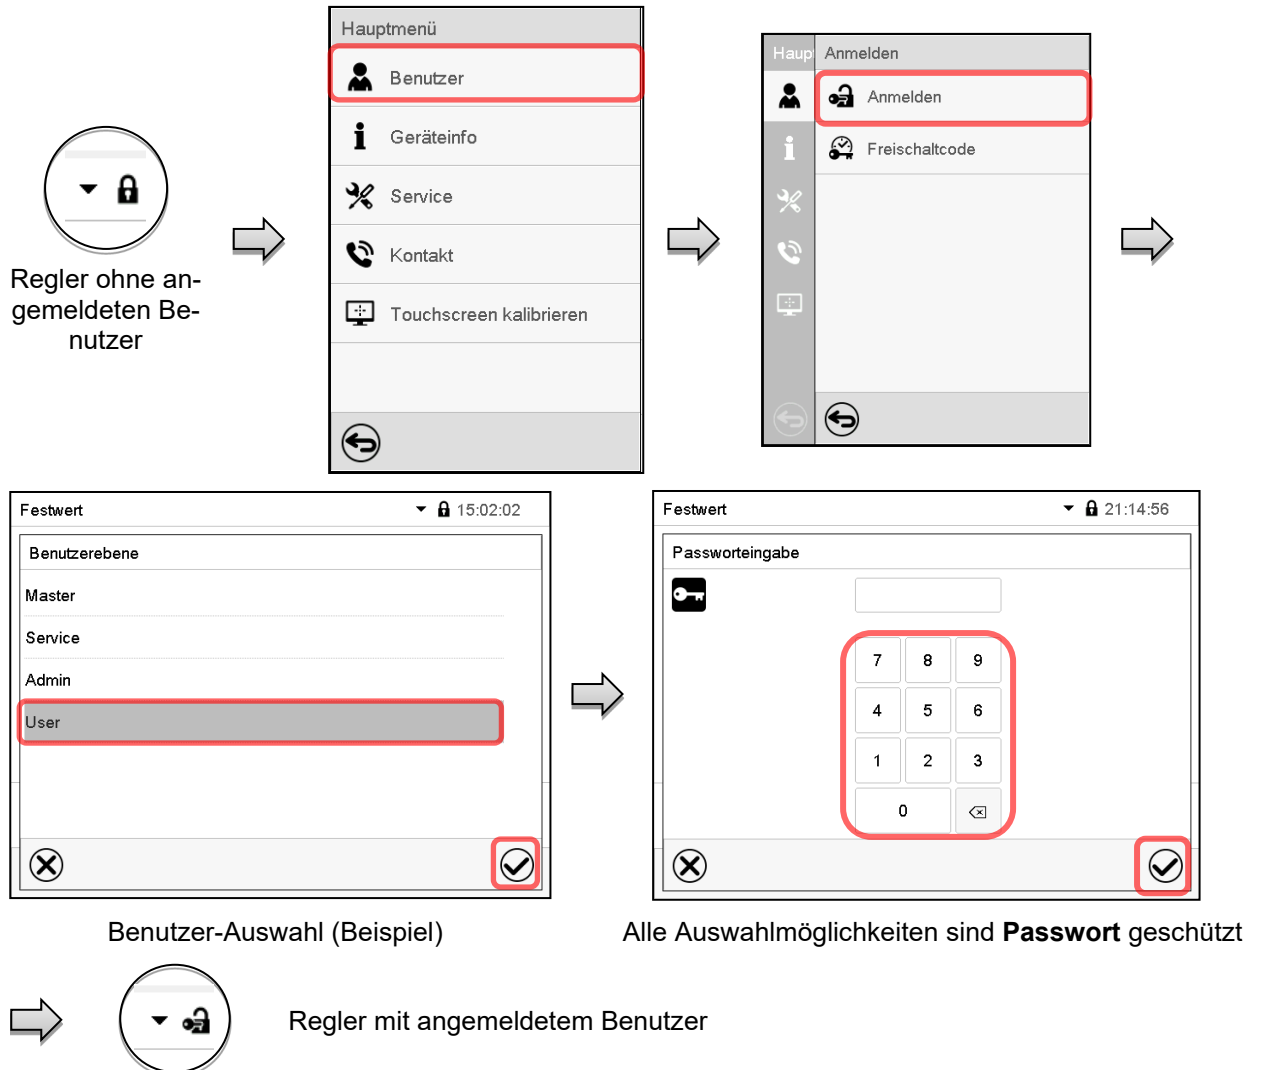 Regler ohne an-
gemeldeten Be-
nutzer
Hauptmenü
Benutzer
Geräteinfo
Service
Kontakt
Touchscreen kalibrieren
Haup
Anmelden
Anmelden
Freischaltcode
Festwert
15:02:02
Benutzerebene
Master
Service
Admin
User
Festwert
21:14:56
Passworteingabe
7 8 9
4 5 6
1 2 3
0
Benutzer-Auswahl (Beispiel)
Alle Auswahlmöglichkeiten sind Passwort geschützt
Regler mit angemeldetem Benutzer